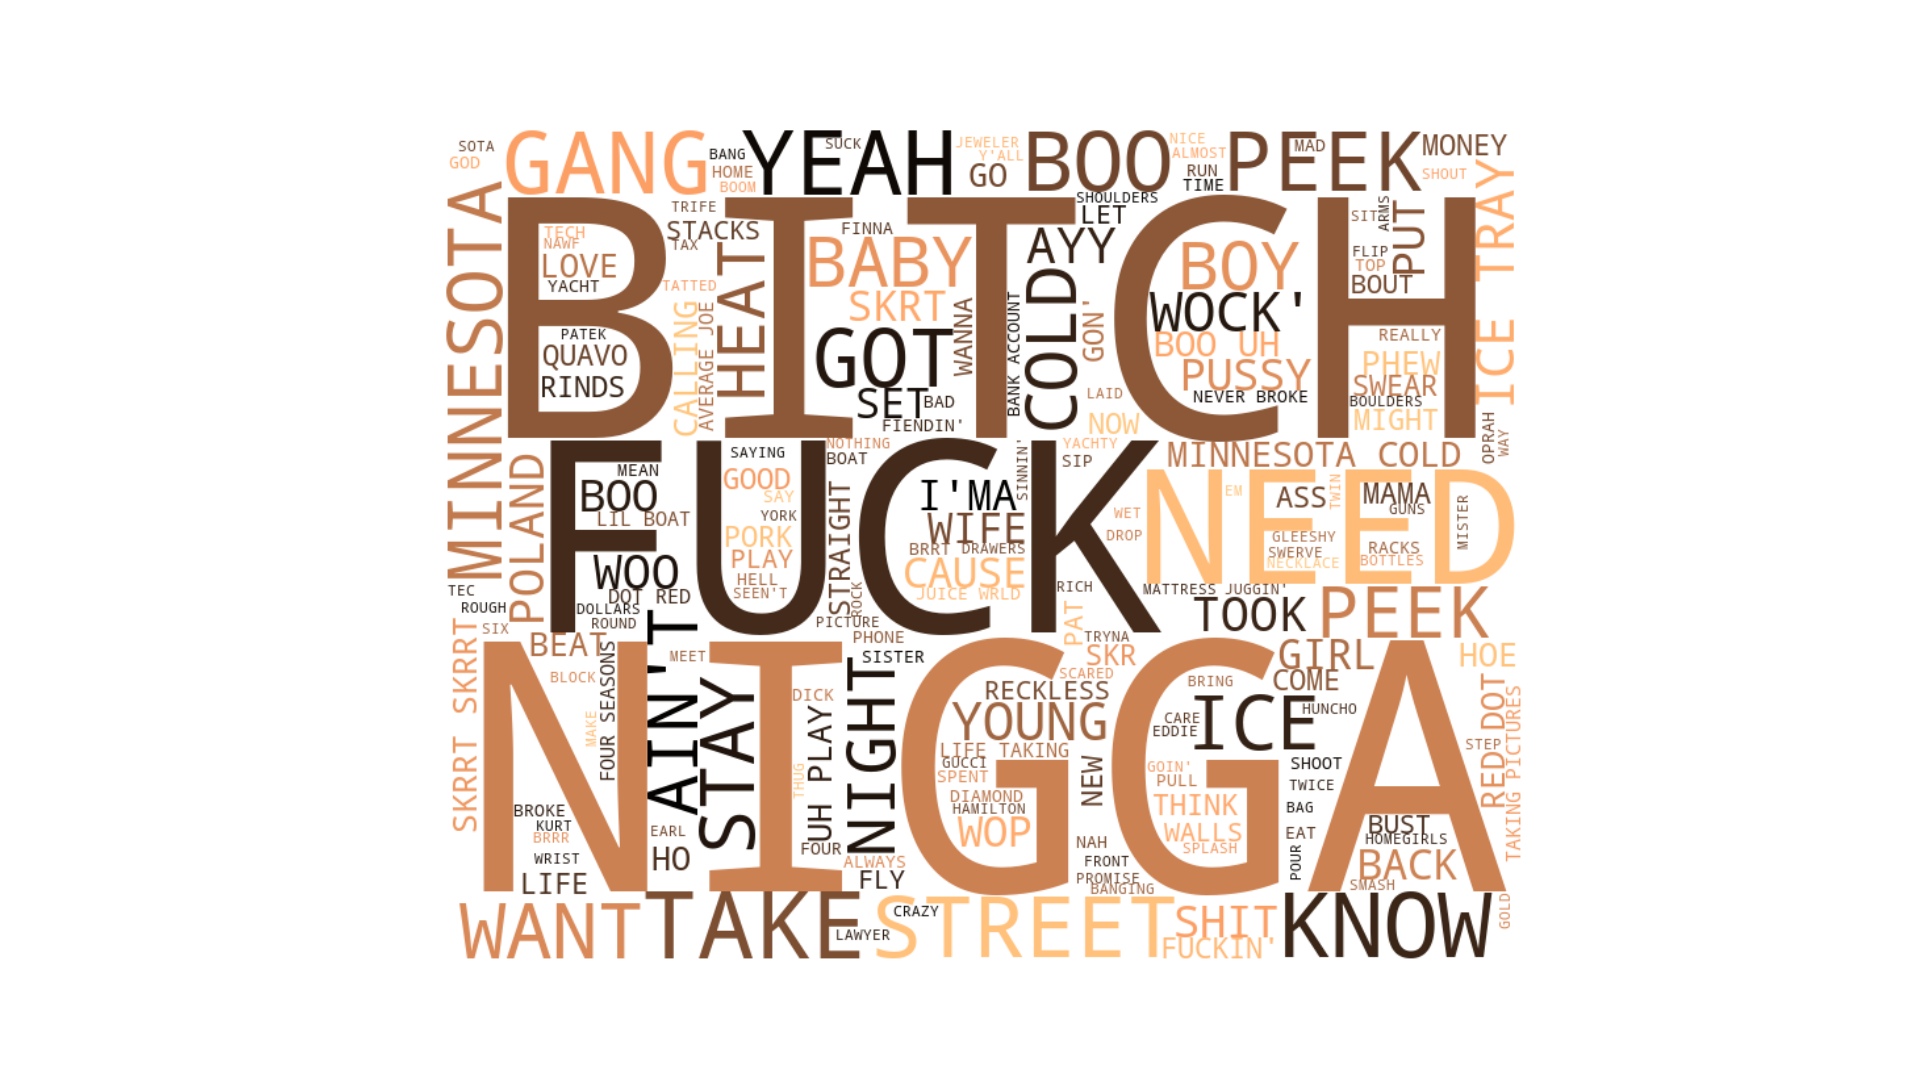 SOTA
GOD
GANG
BANG
HOME
BOOM
YEAH
SUCK
JEWELER
Y'ALL
GO
BOO
NICE
ALMOST
RUN
TIME
PEEK
MAD
MONEY
SHOUT
MINNESOTA
BITCH
TRIFE
STACKS
TAX
TECH
NAWF
LOVE
YACHT
TATTED
HEAT
FINNA
BABY
SKRT
SHOULDERS
LET
AYY
BOY
WOCK'
BOO UH
PUSSY
NEVER BROKE
SIT
ARMS
PUT
FLIP
TOP
BOUT
ICE TRAY
PATEK
QUAVO
RINDS
CALLING
AVERAGE JOE
GOT
WANNA
SET
BAD
FIENDIN'
BANK ACCOUNT
COLD
GON'
LAID
NOW
REALLY
PHEW
SWEAR
BOULDERS
MIGHT
OPRAH
WAY
POLAND
FUCK
MEAN
BOO
LIL BOAT
WOO
DOT RED
DOLLARS
ROUND
SAYING
GOOD
SAY
YORK
PORK
PLAY
HELL
SEEN'T
NOTHING
BOAT
STRAIGHT
ROCK
PICTURE
I'MA
SINNIN'
WIFE
BRRT
DRAWERS
CAUSE
JUICE WRLD
YACHTY
SIP
RICH
MINNESOTA COLD
NEED
WET
DROP
EM
ASS
TWIN
MAMA
GUNS
MISTER
GLEESHY
SWERVE
NECKLACE
RACKS
BOTTLES
MATTRESS
JUGGIN'
TOOK
PEEK
TEC
ROUGH
SIX
SKRRT SKRRT
BEAT
BLOCK
MAKE
FOUR SEASONS
AIN'T
MEET
STAY
NIGGA
DICK
THUG
UH PLAY
PHONE
SISTER
NIGHT
PAT
TRYNA
SKR
SCARED
RECKLESS
YOUNG
LIFE TAKING
GUCCI
SPENT
DIAMOND
HAMILTON
WOP
NEW
NAH
FRONT
PROMISE
BANGING
BRING
CARE
EDDIE
ICE
HUNCHO
GOIN'
PULL
THINK
WALLS
SPLASH
GIRL
COME
HOE
SHOOT
TWICE
BAG
EAT
POUR
RED DOT
STEP
TAKING PICTURES
BUST
HOMEGIRLS
BACK
SMASH
GOLD
BROKE
KURT
BRRR
WRIST
LIFE
EARL
HO
FOUR
ALWAYS
FLY
WANT
TAKE
LAWYER
CRAZY
STREET
SHIT
FUCKIN'
KNOW